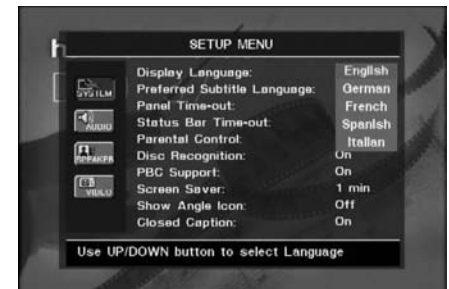 h
SETUP MENU
SYSTEM
AUDIO
SPEAKER
VIDEO
Display Language:
Preferred Subtitle Language:
Panel Time-out:
Status Bar Time-out:
Parental Control:
Disc Recognition: On
PBC Support: On
Screen Saver: 1 min
Show Angle Icon: Off
Closed Caption: On
English
German
French
Spanish
Italian
Use UP/DOWN button to select Language